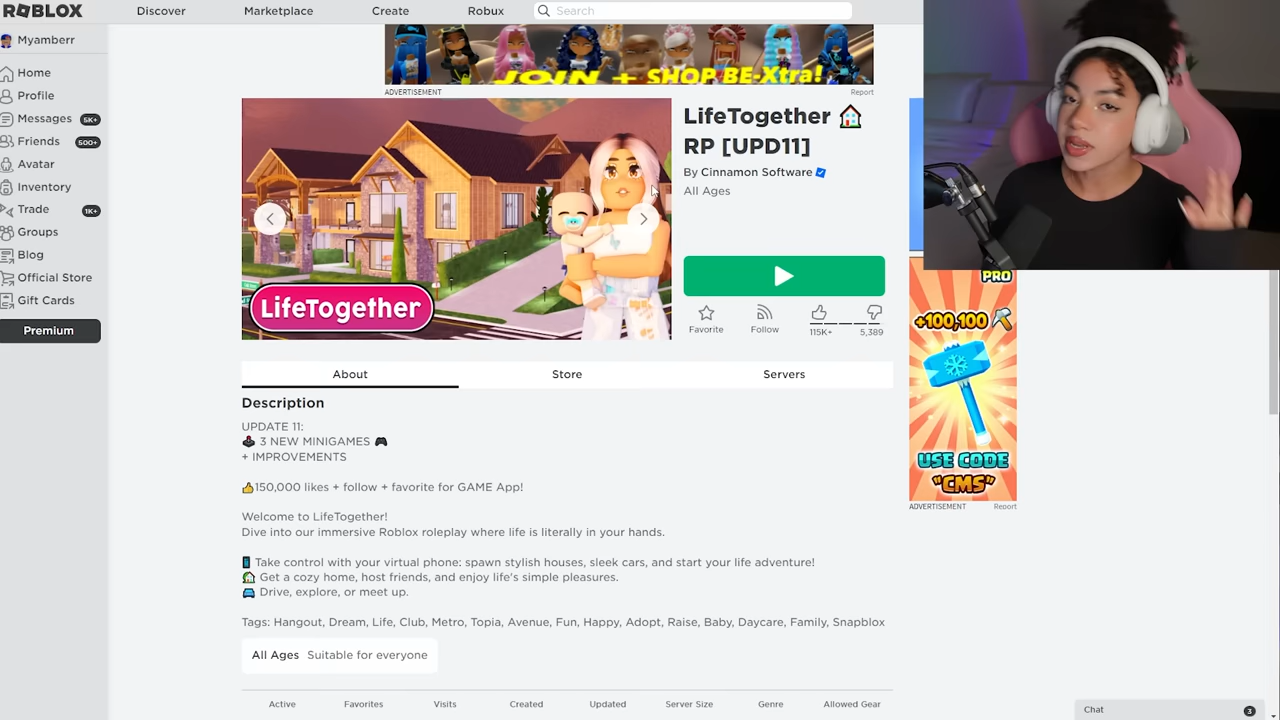 ROBLOX
Discover
Marketplace
Create
Robux
Search
Myamberr
Home
Profile
Messages 5K+
Friends 500+
Avatar
Inventory
Trade 1K+
Groups
Blog
Official Store
Gift Cards
Premium
JOIN + SHOP BE-Xtra!
ADVERTISEMENT
Report
LifeTogether
LifeTogether 🏠
RP [UPD11]
By Cinnamon Software
All Ages
Favorite
Follow
115K+
5,389
About
Store
Servers
Description
UPDATE 11:
🕹️ 3 NEW MINIGAMES 🎮
+ IMPROVEMENTS
👍150,000 likes + follow + favorite for GAME App!
Welcome to LifeTogether!
Dive into our immersive Roblox roleplay where life is literally in your hands.
📱 Take control with your virtual phone: spawn stylish houses, sleek cars, and start your life adventure!
🏡 Get a cozy home, host friends, and enjoy life's simple pleasures.
🚘 Drive, explore, or meet up.
Tags: Hangout, Dream, Life, Club, Metro, Topia, Avenue, Fun, Happy, Adopt, Raise, Baby, Daycare, Family, Snapblox
All Ages Suitable for everyone
Active
Favorites
Visits
Created
Updated
Server Size
Genre
Allowed Gear
PRO
+100,100
USE CODE
"CMS"
ADVERTISEMENT
Report
Chat
3